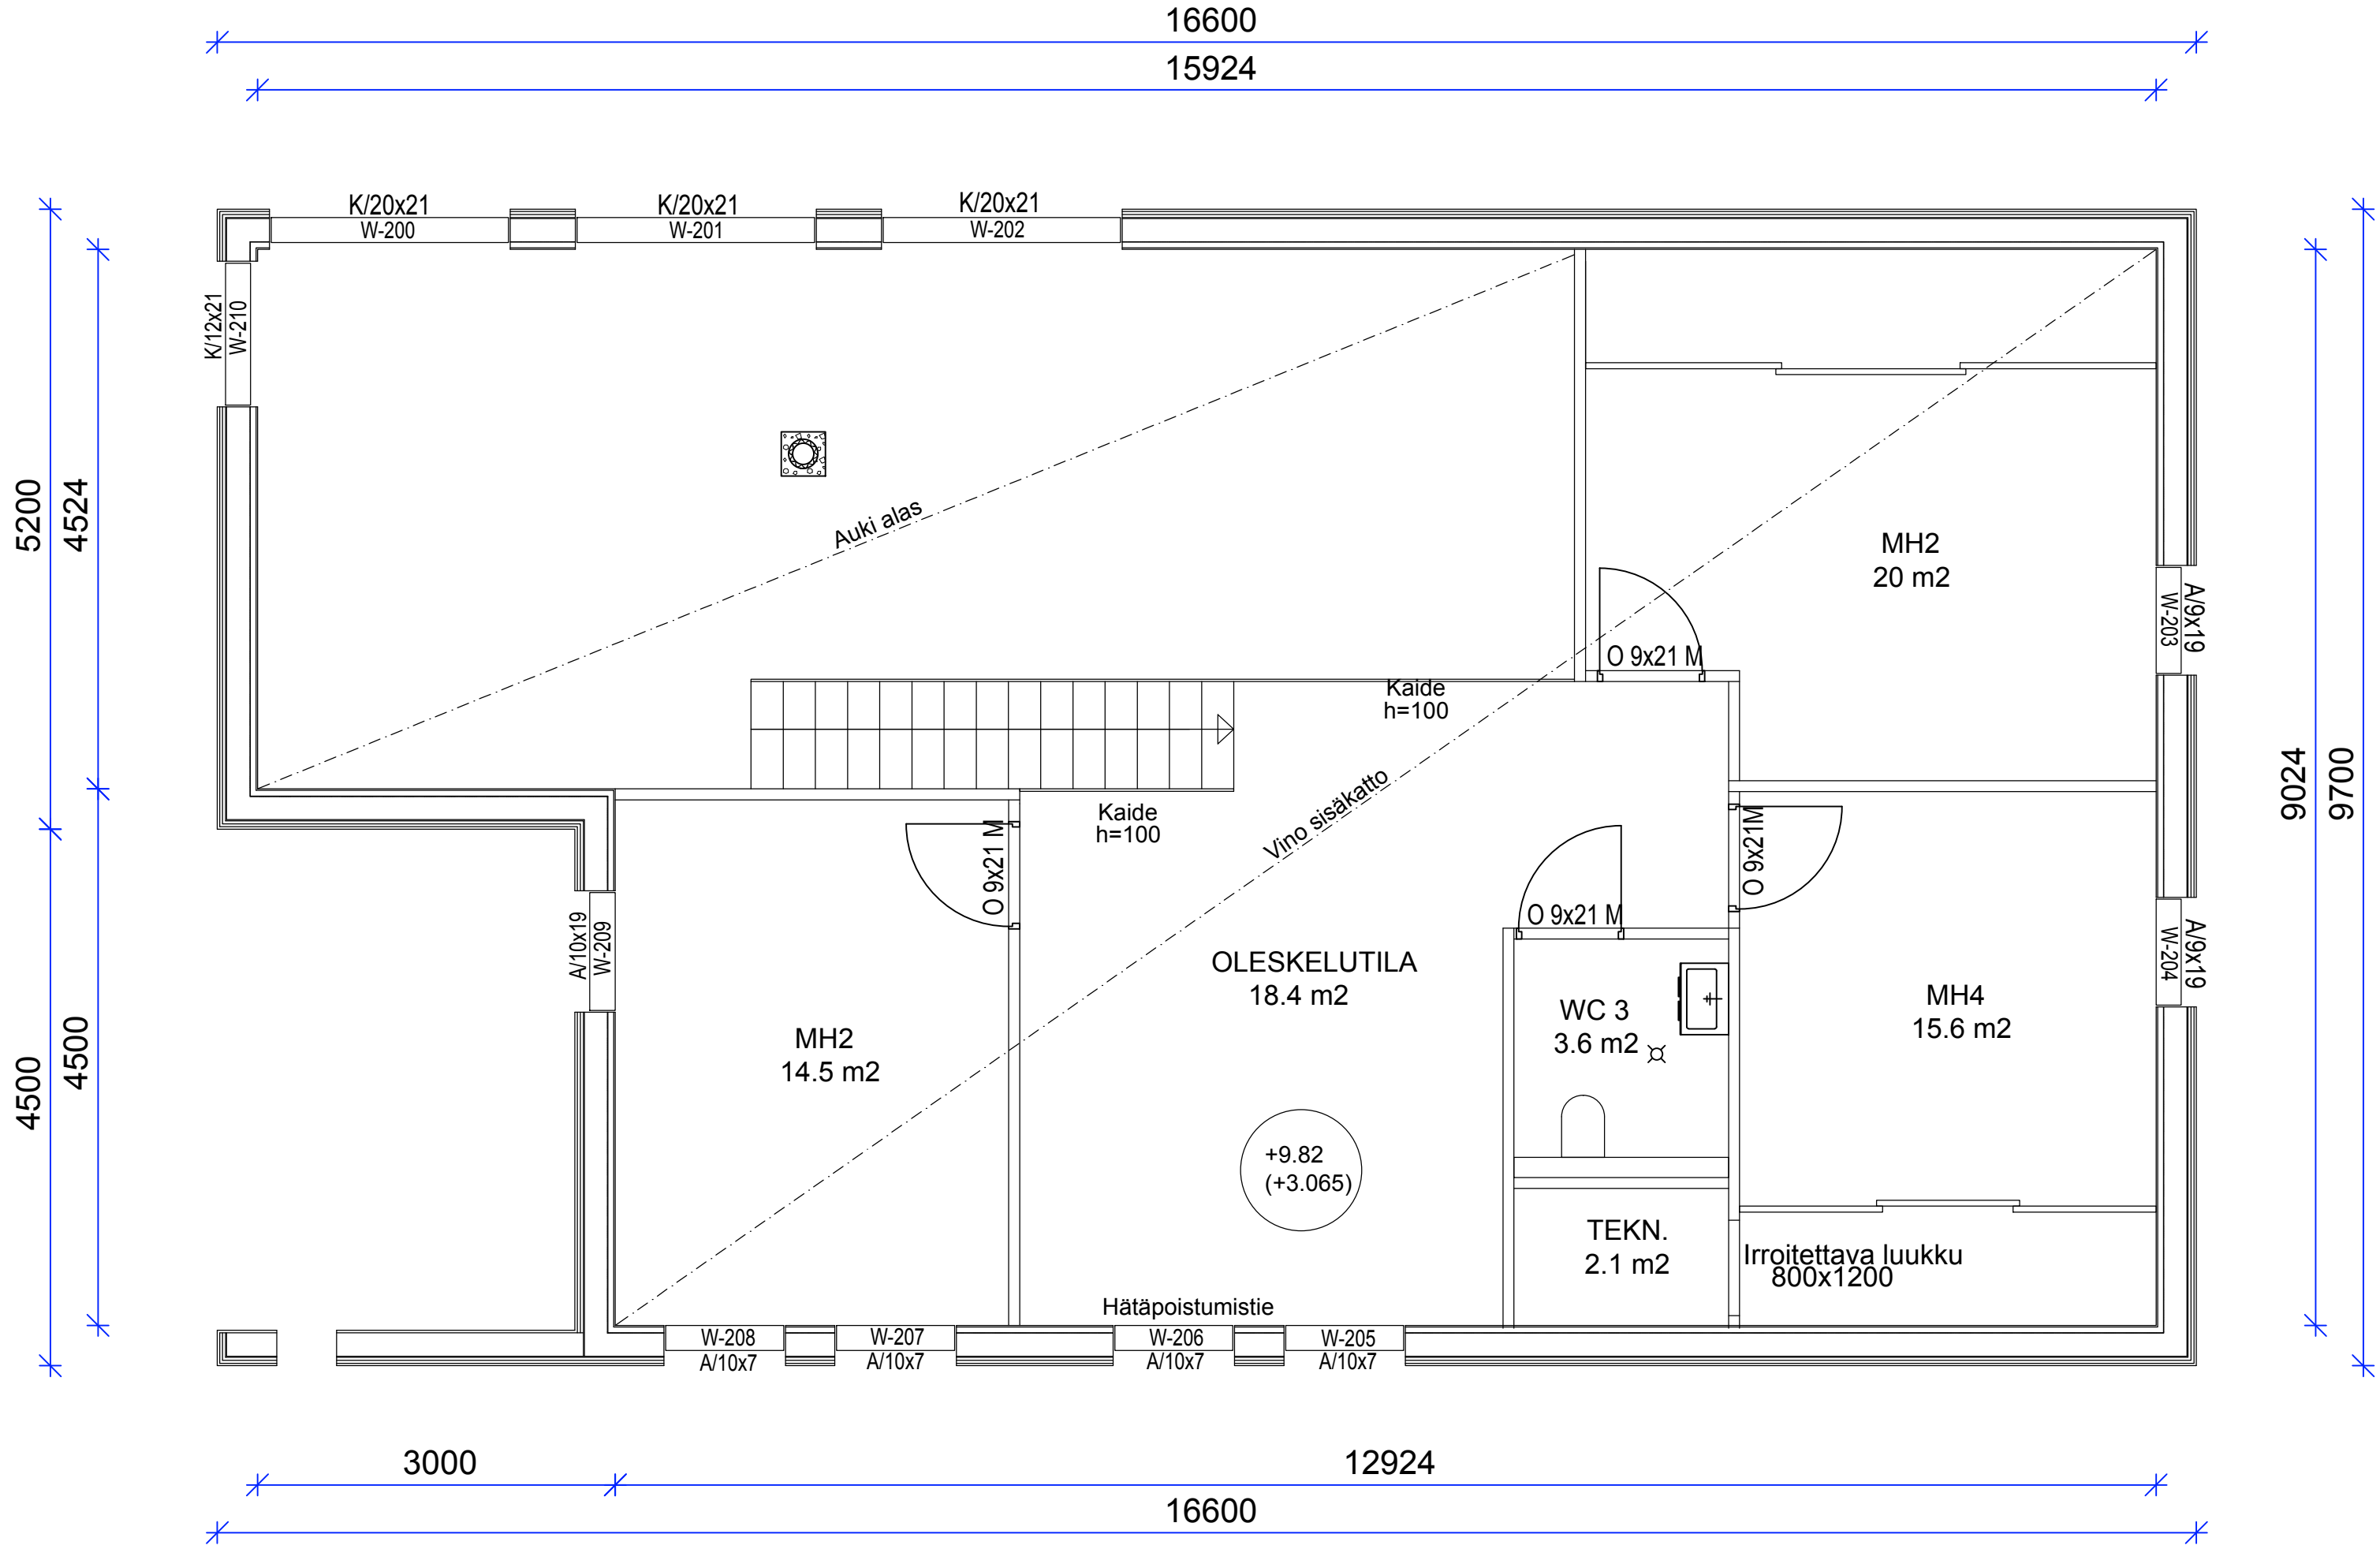 16600
15924
K/20x21
W-200
K/20x21
W-201
K/20x21
W-202
K/12x21
W-210
5200
4524
Auki alas
MH2
20 m2
A/9x19
W-203
O 9x21 M
Kaide
h=100
Kaide
h=100
Vino sisäkatto
9024
9700
O 9x21 M
O 9x21M
O 9x21 M
A/10x19
W-209
OLESKELUTILA
18.4 m2
WC 3
3.6 m2
MH4
15.6 m2
A/9x19
W-204
MH2
14.5 m2
4500
4500
+9.82
(+3.065)
TEKN.
2.1 m2
Irroitettava luukku
800x1200
Hätäpoistumistie
W-208
A/10x7
W-207
A/10x7
W-206
A/10x7
W-205
A/10x7
3000
12924
16600